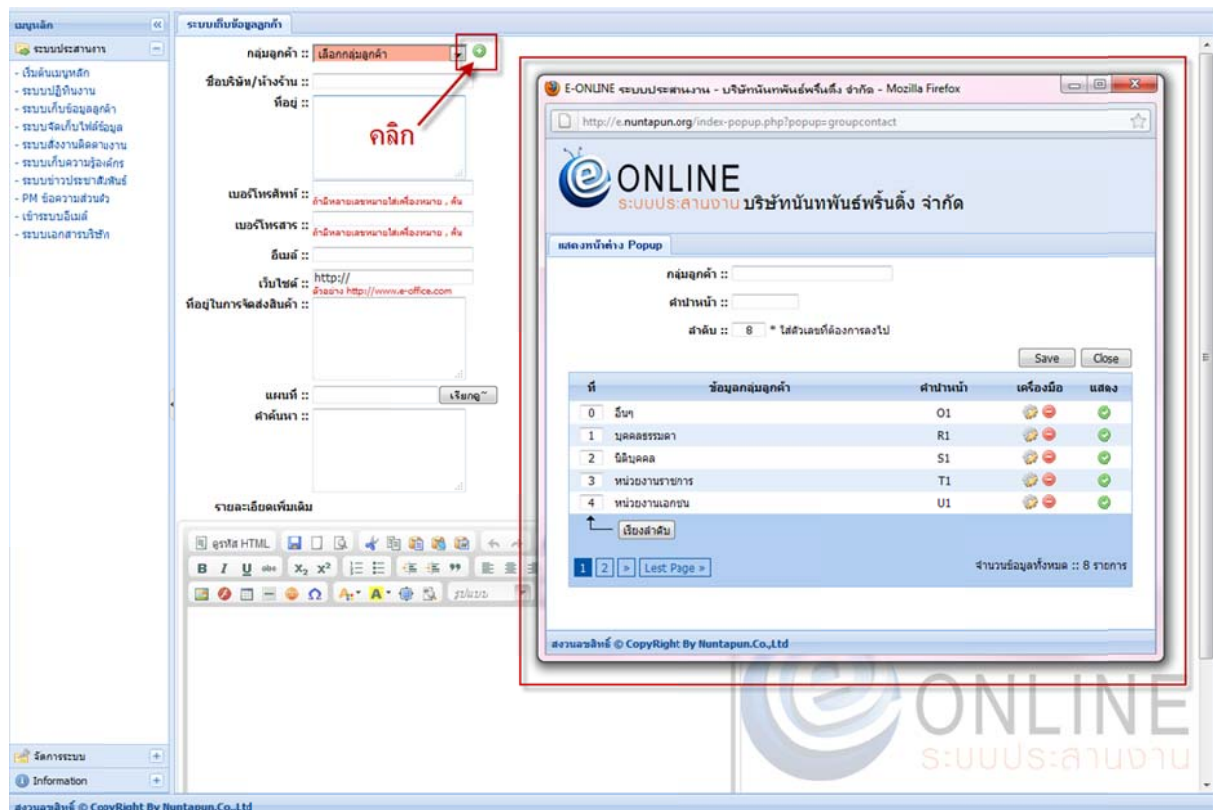 เมนูหลัก
ระบบประสานงาน
- เริ่มต้นเมนูหลัก
- ระบบปฏิทินงาน
- ระบบเก็บข้อมูลลูกค้า
- ระบบจัดเก็บไฟล์ข้อมูล
- ระบบสั่งงานติดตามงาน
- ระบบเก็บความรู้องค์กร
- ระบบข่าวประชาสัมพันธ์
- PM ข้อความส่วนตัว
- เข้าระบบอีเมล์
- ระบบเอกสารบริษัท
จัดการระบบ
Information
ระบบเก็บข้อมูลลูกค้า
กลุ่มลูกค้า :: เลือกกลุ่มลูกค้า
ชื่อบริษัท/ห้างร้าน ::
ที่อยู่ ::
คลิก
เบอร์โทรศัพท์ ::
ถ้ามีหลายเลขหมายใส่เครื่องหมาย , คั่น
เบอร์โทรสาร ::
ถ้ามีหลายเลขหมายใส่เครื่องหมาย , คั่น
อีเมล์ ::
เว็บไซต์ :: http://
ตัวอย่าง http://www.e-office.com
ที่อยู่ในการจัดส่งสินค้า ::
แผนที่ :: เรียกดู~
คำค้นหา ::
รายละเอียดเพิ่มเติม
ดูรหัส HTML
B I U abc X₂ X²
รูปแบบ
E-ONLINE ระบบประสานงาน - บริษัทนันทพันธ์พริ้นติ้ง จำกัด - Mozilla Firefox
http://e.nuntapun.org/index-popup.php?popup=groupcontact
e ONLINE
ระบบประสานงาน บริษัทนันทพันธ์พริ้นติ้ง จำกัด
แสดงหน้าต่าง Popup
กลุ่มลูกค้า ::
คำนำหน้า ::
ลำดับ :: 8 * ใส่ตัวเลขที่ต้องการลงไป
Save Close
ที่ ข้อมูลกลุ่มลูกค้า คำนำหน้า เครื่องมือ แสดง
0 อื่นๆ O1
1 บุคคลธรรมดา R1
2 นิติบุคคล S1
3 หน่วยงานราชการ T1
4 หน่วยงานเอกชน U1
เรียงลำดับ
1 2 » Lest Page »
จำนวนข้อมูลทั้งหมด :: 8 รายการ
สงวนลขสิทธิ์ © CopyRight By Nuntapun.Co.,Ltd
e ONLINE
ระบบประสานงาน
สงวนลขสิทธิ์ © CopyRight By Nuntapun.Co.,Ltd